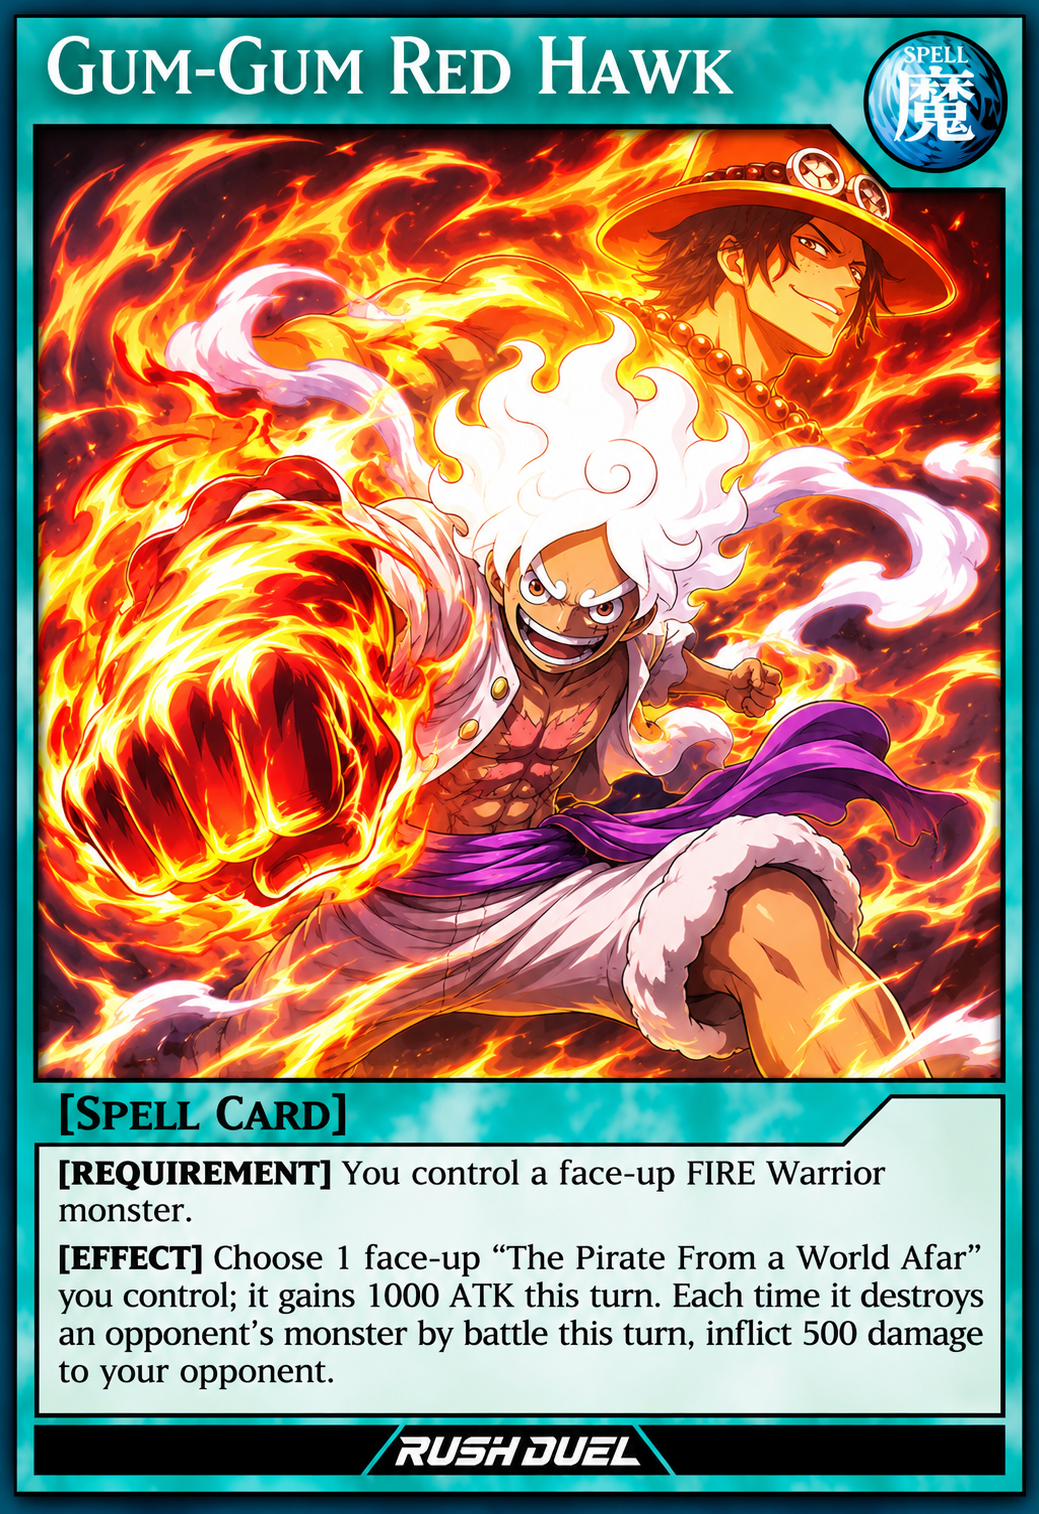 Gum-Gum Red Hawk
SPELL
魔
[Spell Card]
[REQUIREMENT] You control a face-up FIRE Warrior
monster.
[EFFECT] Choose 1 face-up “The Pirate From a World Afar”
you control; it gains 1000 ATK this turn. Each time it destroys
an opponent’s monster by battle this turn, inflict 500 damage
to your opponent.
RUSH DUEL